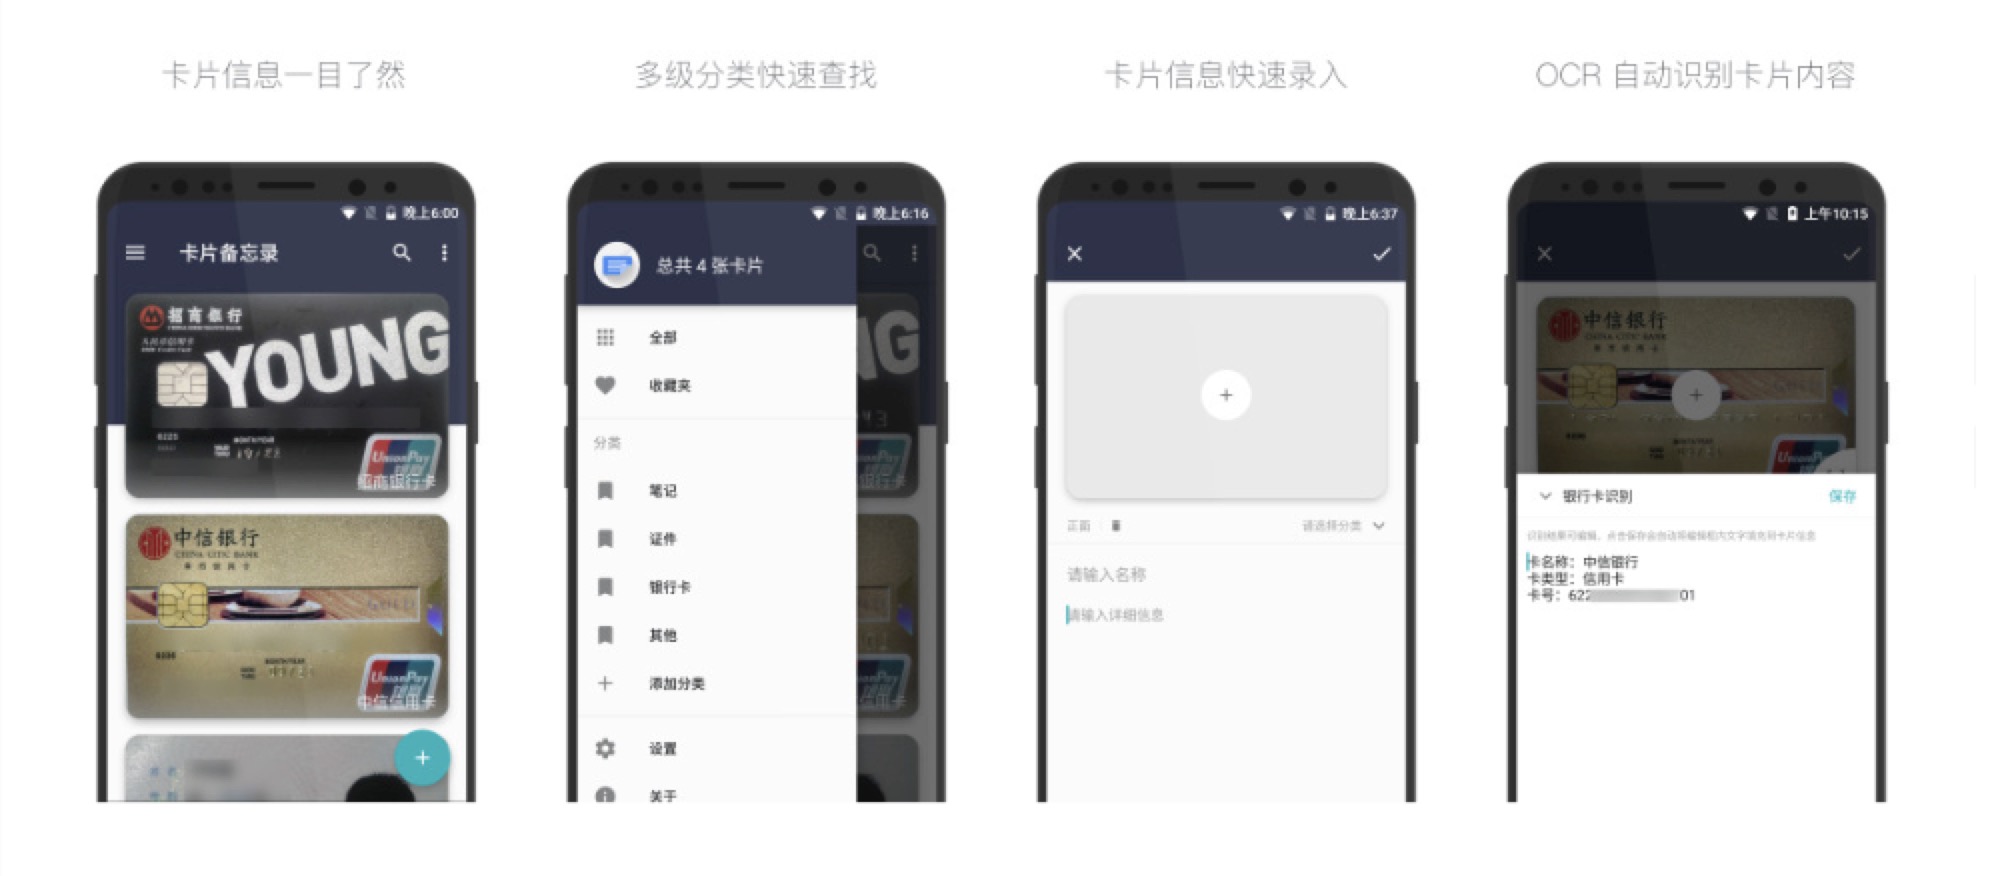 卡片信息一目了然
晚上6:00
卡片备忘录
招商银行
YOUNG
UnionPay
招商银行卡
中信银行
CHINA CITIC BANK
UnionPay
中信信用卡
多级分类快速查找
晚上6:16
总共 4 张卡片
全部
收藏夹
分类
笔记
证件
银行卡
其他
添加分类
设置
关于
卡片信息快速录入
晚上6:37
正面
请选择分类
请输入名称
请输入详细信息
OCR 自动识别卡片内容
上午10:15
中信银行
CHINA CITIC BANK
银行卡识别
保存
识别结果可编辑，点击保存会自动将编辑框内文字填充到卡片信息
卡名称：中信银行
卡类型：信用卡
卡号：622 01